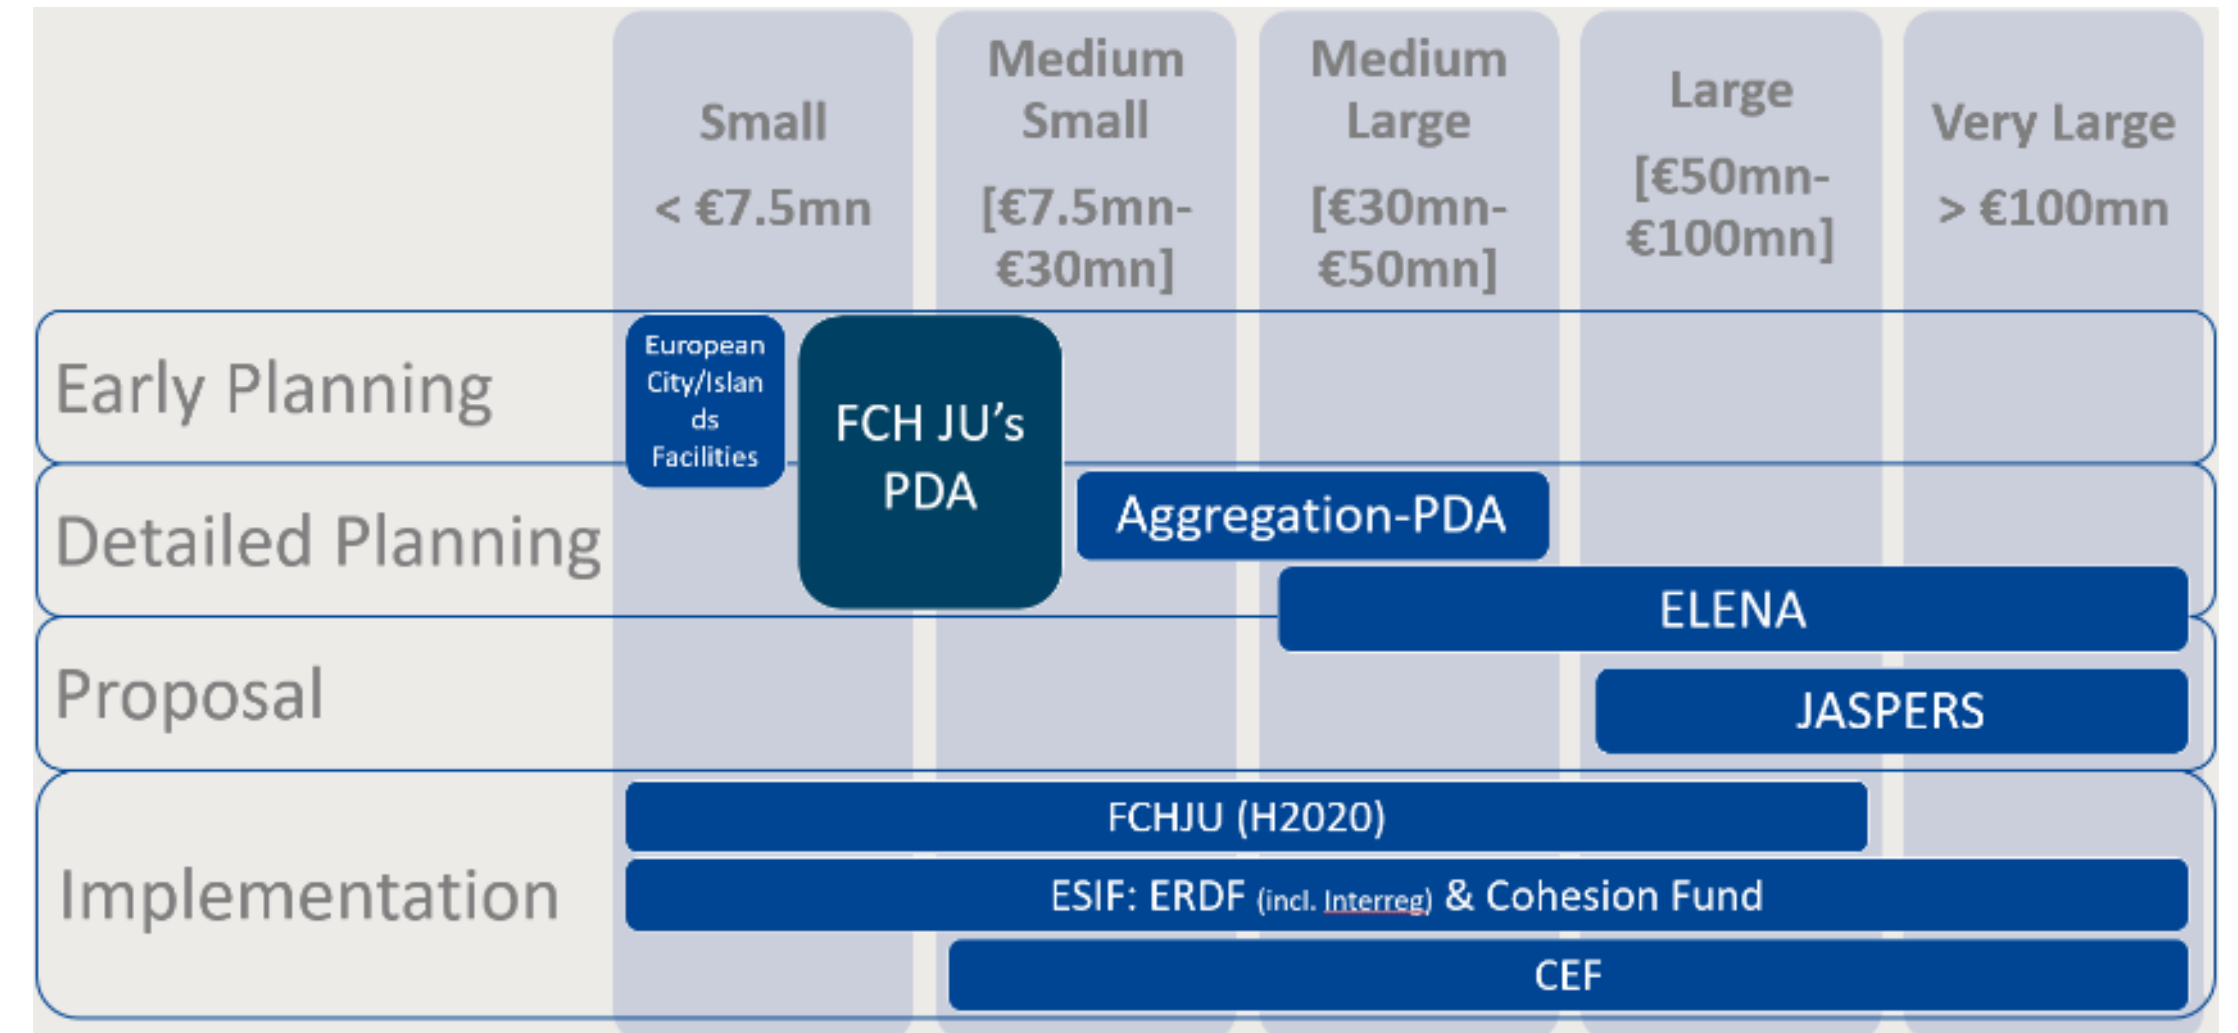 Small
< €7.5mn
Medium
Small
[€7.5mn-
€30mn]
Medium
Large
[€30mn-
€50mn]
Large
[€50mn-
€100mn]
Very Large
> €100mn
Early Planning
European
City/Islan
ds
Facilities
FCH JU’s
PDA
Detailed Planning
Aggregation-PDA
ELENA
Proposal
JASPERS
Implementation
FCHJU (H2020)
ESIF: ERDF (incl. Interreg) & Cohesion Fund
CEF